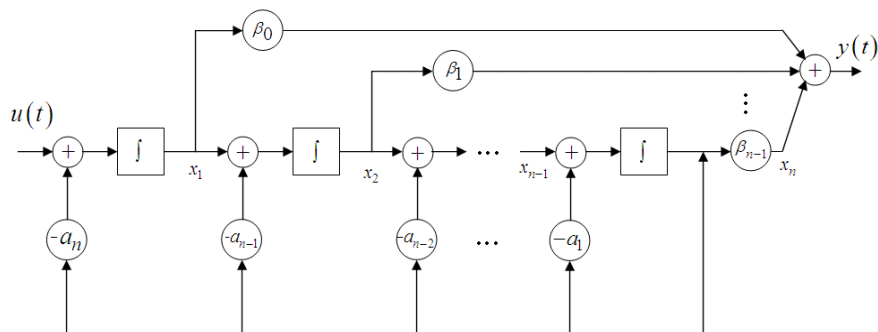 β₀
y(t)
β₁
+
⋮
u(t)
+ ∫ x₁ + ∫ x₂ + ⋯ xₙ₋₁ + ∫ βₙ₋₁ xₙ
-aₙ -aₙ₋₁ -aₙ₋₂ ⋯ −a₁